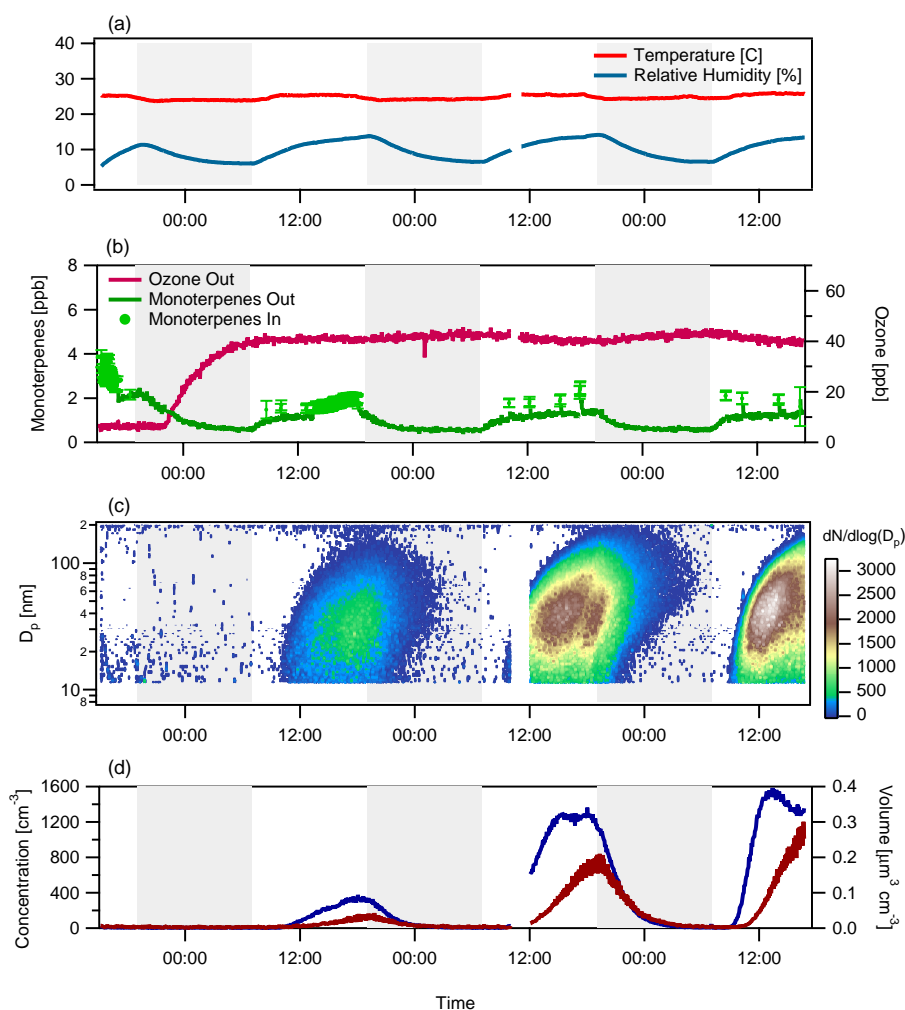 (a)
40
30
20
10
0
Temperature [C]
Relative Humidity [%]
00:00 12:00 00:00 12:00 00:00 12:00
(b)
8
6
4
2
0
Monoterpenes [ppb]
Ozone Out
Monoterpenes Out
Monoterpenes In
60
40
20
0
Ozone [ppb]
00:00 12:00 00:00 12:00 00:00 12:00
(c)
2
100
8
6
4
2
10
8
Dp [nm]
dN/dlog(Dp)
3000
2500
2000
1500
1000
500
0
00:00 12:00 00:00 12:00 00:00 12:00
(d)
1600
1200
800
400
0
Concentration [cm-3]
0.4
0.3
0.2
0.1
0.0
Volume [μm3 cm-3]
00:00 12:00 00:00 12:00 00:00 12:00
Time